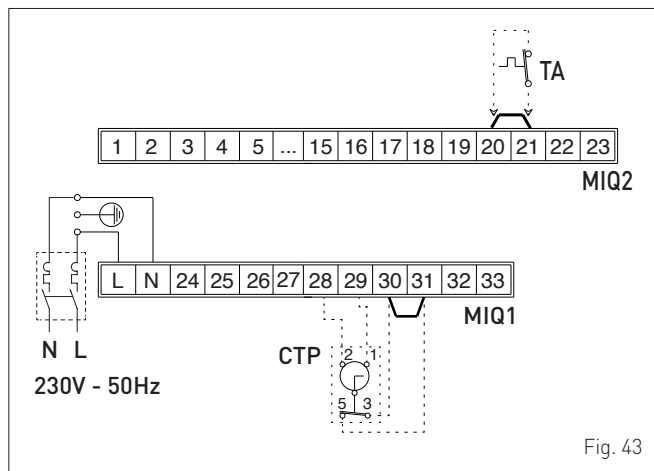 TA
1 2 3 4 5 ... 15 16 17 18 19 20 21 22 23
MIQ2
L N 24 25 26 27 28 29 30 31 32 33
MIQ1
N L
230V - 50Hz
CTP
2 1
5 3
Fig. 43